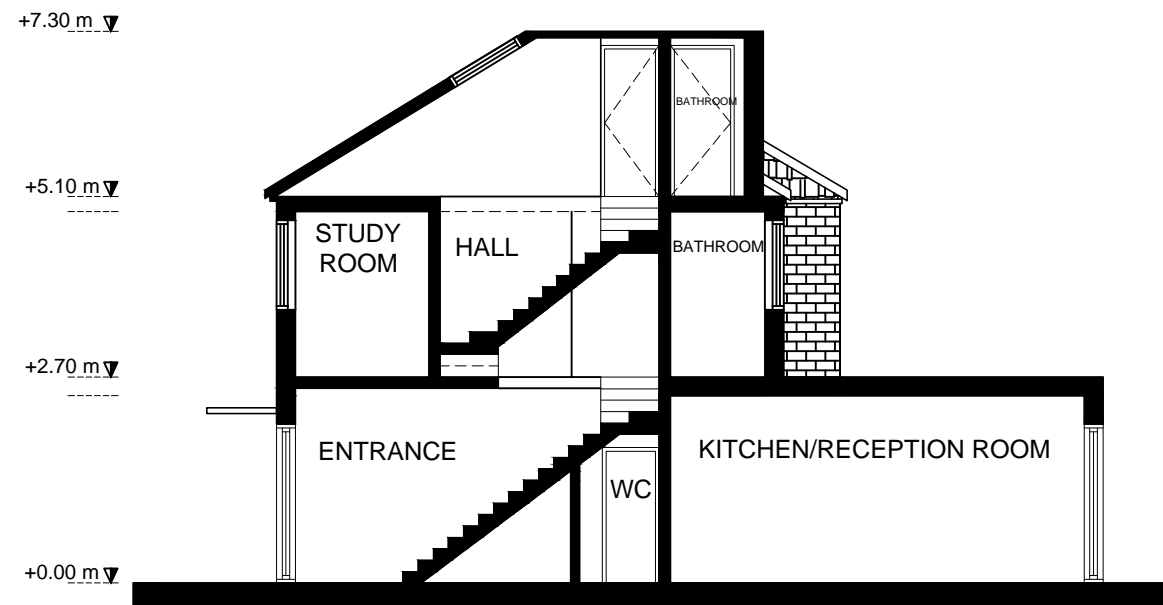 +7.30 m
BATHROOM
+5.10 m
STUDY
ROOM
HALL
BATHROOM
+2.70 m
ENTRANCE
KITCHEN/RECEPTION ROOM
WC
+0.00 m